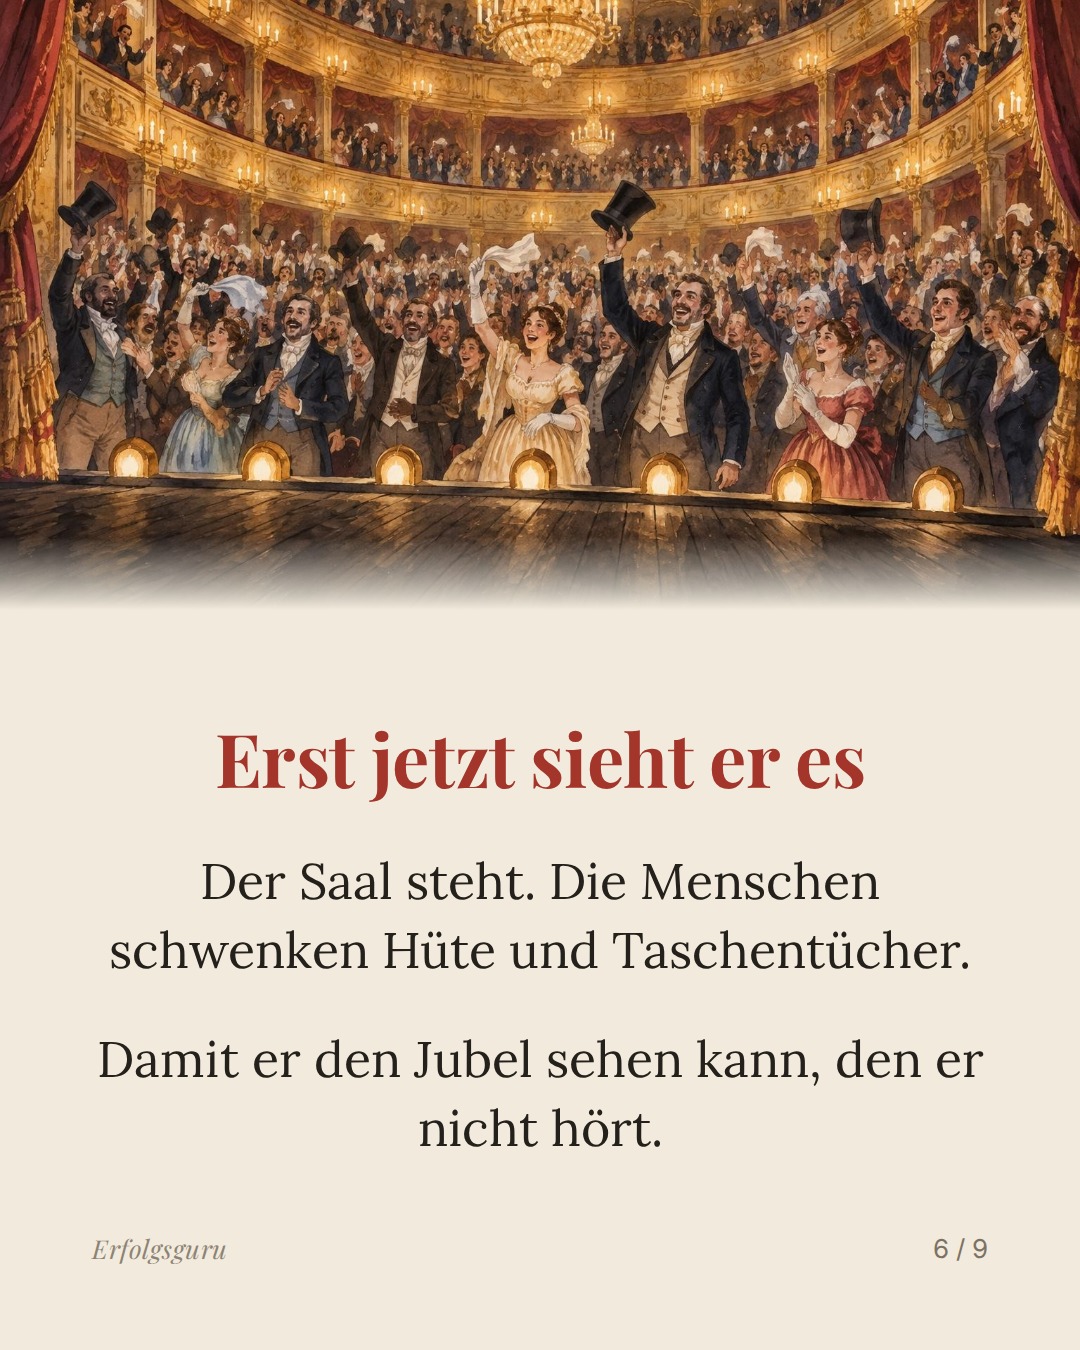 Erst jetzt sieht er es
Der Saal steht. Die Menschen
schwenken Hüte und Taschentücher.
Damit er den Jubel sehen kann, den er
nicht hört.
Erfolgsguru
6 / 9